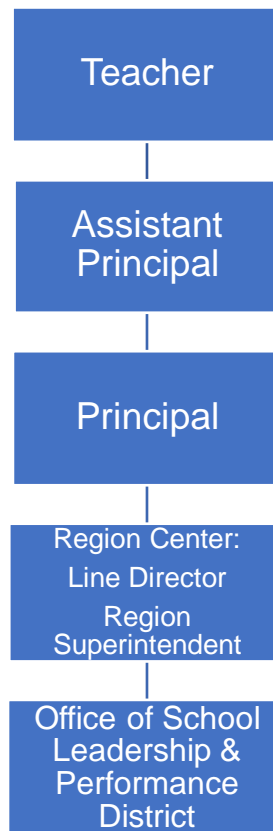 Teacher
Assistant
Principal
Principal
Region Center:
Line Director
Region
Superintendent
Office of School
Leadership &
Performance
District